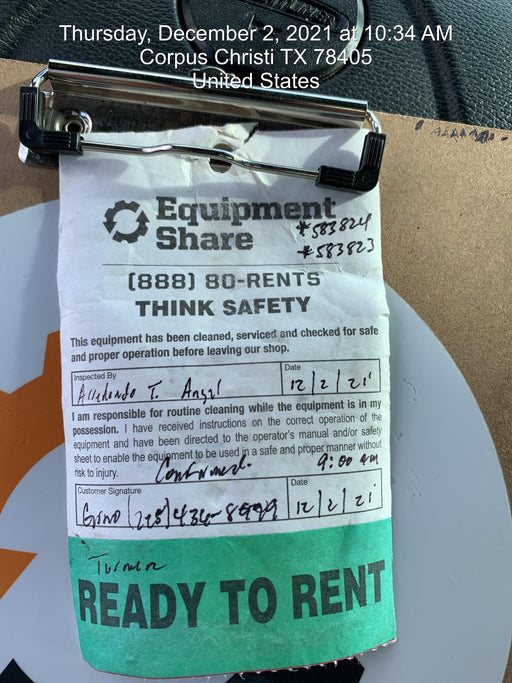 Thursday, December 2, 2021 at 10:34 AM
Corpus Christi TX 78405
United States
Equipment
Share
#583824
#583823
(888) 80-RENTS
THINK SAFETY
This equipment has been cleaned, serviced and checked for safe
and proper operation before leaving our shop.
Inspected By
Date
T. Angel
12/2/21
I am responsible for routine cleaning while the equipment is in my
possession. I have received instructions on the correct operation of the
equipment and have been directed to the operator's manual and/or safety
sheet to enable the equipment to be used in a safe and proper manner without
risk to injury.
Confirmed.
9:00 am
Customer Signature
Date
12/2/21
Turner
READY TO RENT